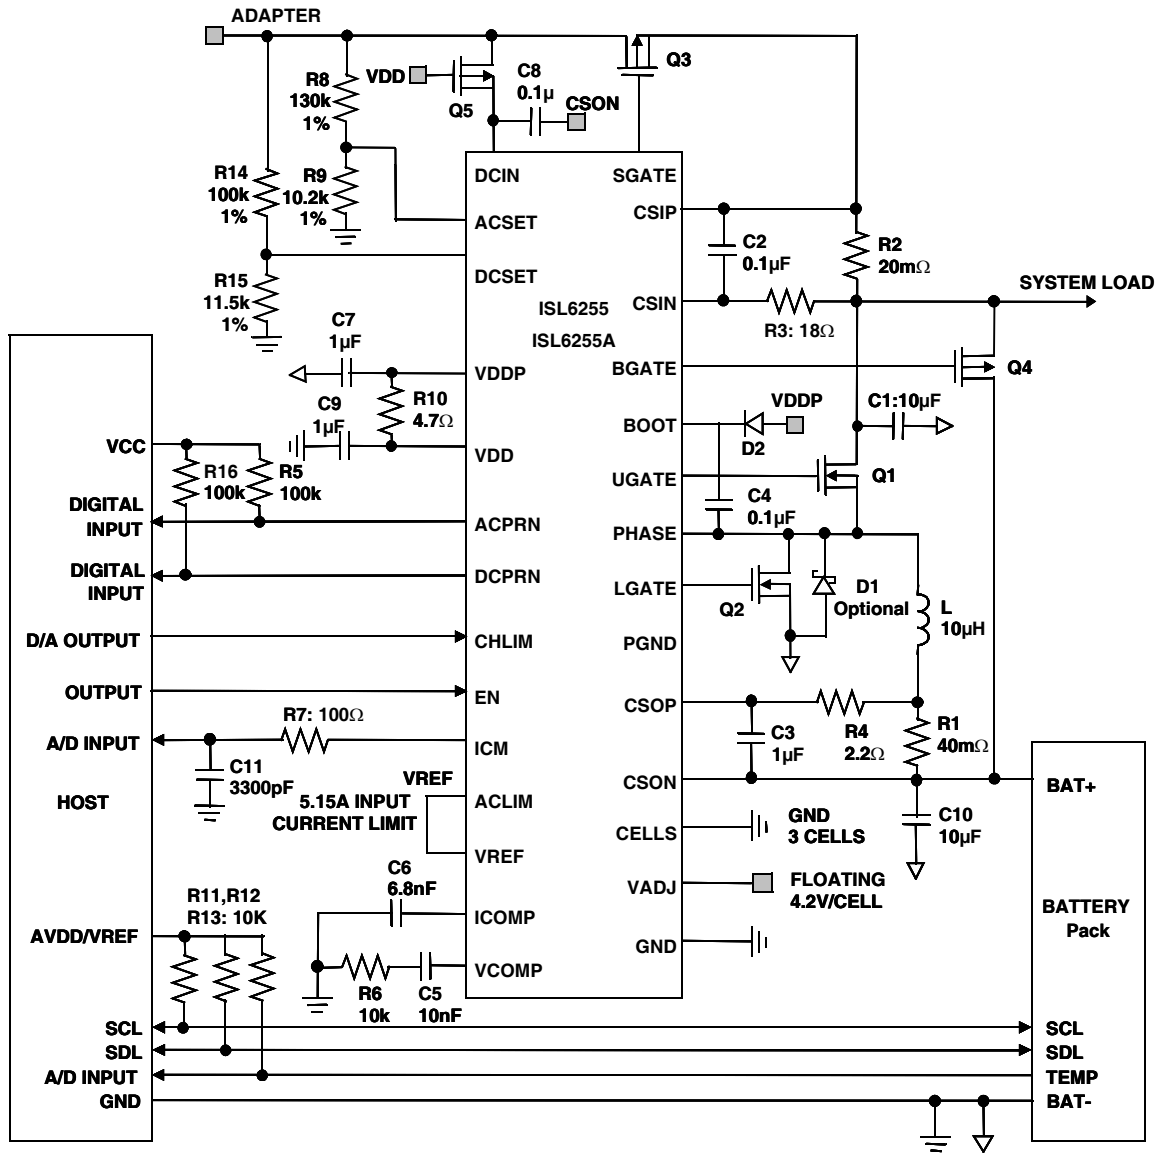 ADAPTER
R8
130k
1%
VDD
Q5
C8
0.1µ
CSON
Q3
R14
100k
1%
R9
10.2k
1%
DCIN
SGATE
ACSET
CSIP
DCSET
CSIN
R15
11.5k
1%
C2
0.1µF
R2
20mΩ
SYSTEM LOAD
ISL6255
ISL6255A
R3: 18Ω
C7
1µF
VDDP
BGATE
Q4
R10
4.7Ω
C9
1µF
BOOT
VDDP
D2
C1:10µF
VCC
VDD
R16
100k
R5
100k
UGATE
Q1
DIGITAL
INPUT
ACPRN
C4
0.1µF
PHASE
DIGITAL
INPUT
DCPRN
LGATE
Q2
D1
Optional
L
10µH
D/A OUTPUT
CHLIM
PGND
OUTPUT
EN
CSOP
R7: 100Ω
A/D INPUT
ICM
C3
1µF
R4
2.2Ω
R1
40mΩ
C11
3300pF
VREF
CSON
BAT+
HOST
5.15A INPUT
CURRENT LIMIT
ACLIM
VREF
CELLS
GND
3 CELLS
C10
10µF
C6
6.8nF
VADJ
FLOATING
4.2V/CELL
R11,R12
R13: 10K
ICOMP
BATTERY
Pack
AVDD/VREF
GND
VCOMP
R6
10k
C5
10nF
SCL
SCL
SDL
SDL
A/D INPUT
TEMP
GND
BAT-